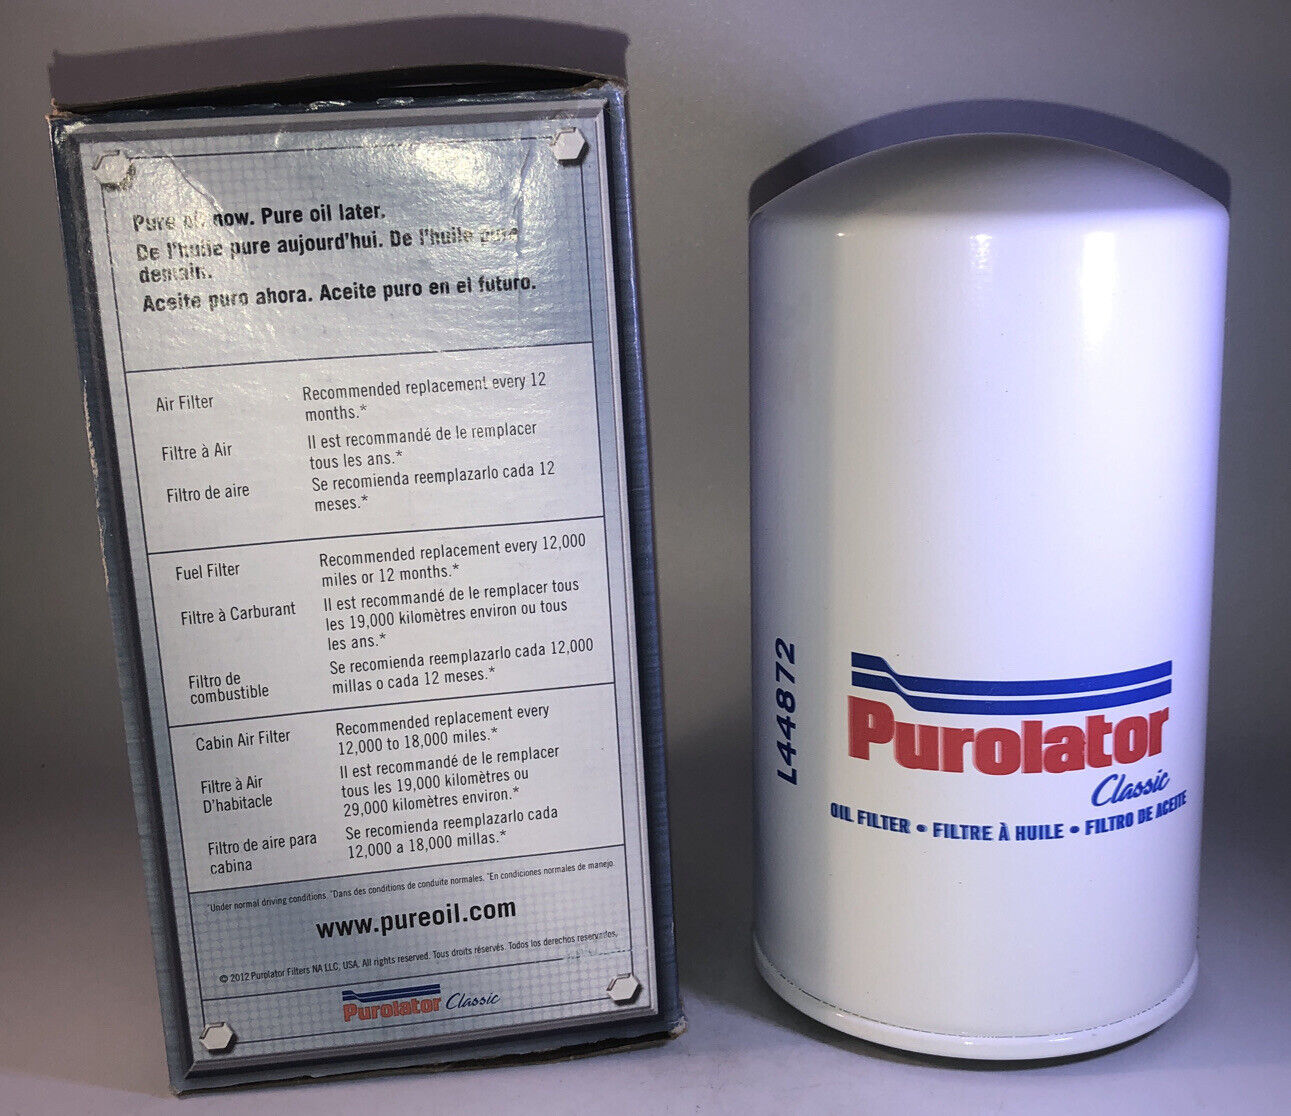 Pure oil now. Pure oil later.
De l'huile pure aujourd'hui. De l'huile pure
demain.
Aceite puro ahora. Aceite puro en el futuro.
Air Filter
Recommended replacement every 12
months.*
Filtre à Air
Il est recommandé de le remplacer
tous les ans.*
Filtro de aire
Se recomienda reemplazarlo cada 12
meses.*
Fuel Filter
Recommended replacement every 12,000
miles or 12 months.*
Filtre à Carburant
Il est recommandé de le remplacer tous
les 19,000 kilomètres environ ou tous
les ans.*
Filtro de
combustible
Se recomienda reemplazarlo cada 12,000
millas o cada 12 meses.*
Cabin Air Filter
Recommended replacement every
12,000 to 18,000 miles.*
Filtre à Air
D'habitacle
Il est recommandé de le remplacer
tous les 19,000 kilomètres ou
29,000 kilomètres environ.*
Filtro de aire para
cabina
Se recomienda reemplazarlo cada
12,000 a 18,000 millas.*
*Under normal driving conditions. *Dans des conditions de conduite normales. *En condiciones normales de manejo.
www.pureoil.com
© 2012 Purolator Filters NA LLC, USA. All rights reserved. Tous droits réservés. Todos los derechos reservados.
Purolator Classic
L44872
Purolator
Classic
OIL FILTER • FILTRE À HUILE • FILTRO DE ACEITE